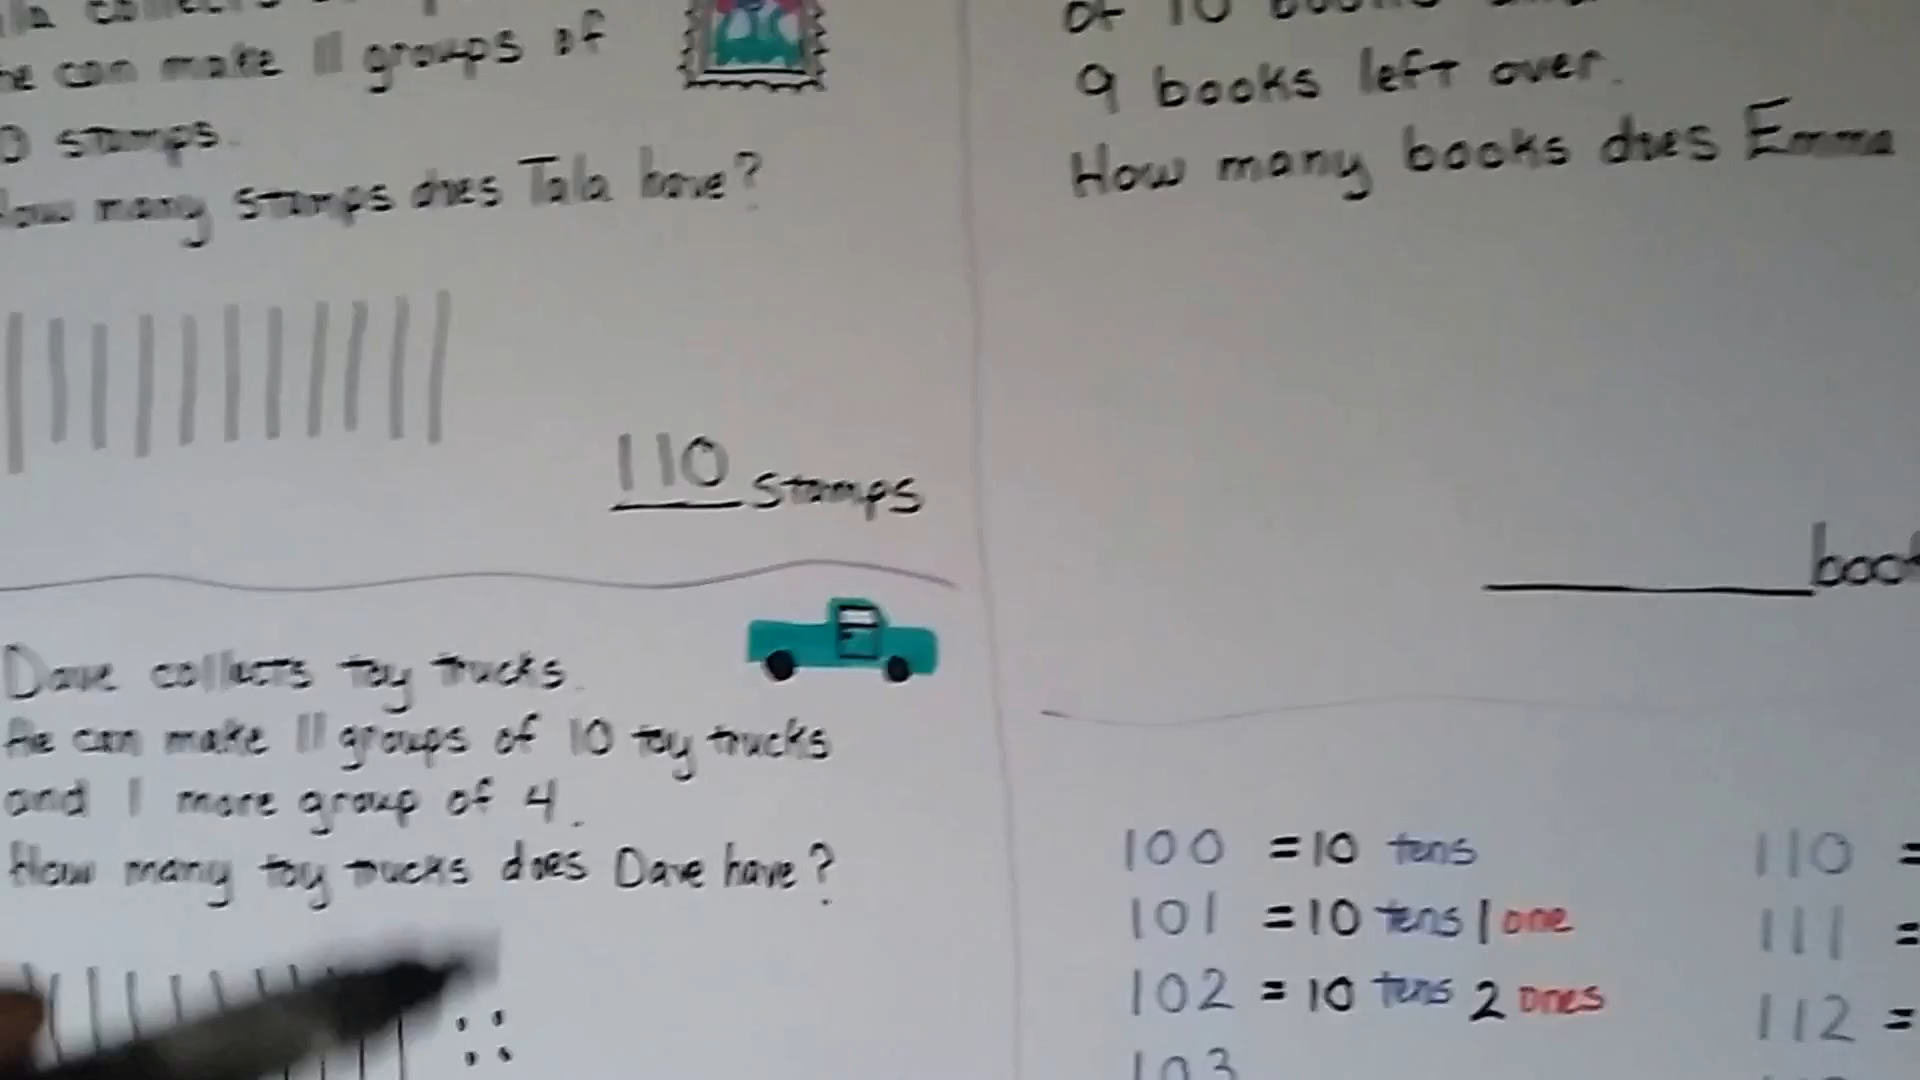 can make 11 groups of
stamps.
many stamps does Tala have?
110 stamps
Dave collects toy trucks.
He can make 11 groups of 10 toy trucks
and 1 more group of 4.
How many toy trucks does Dave have?
of 10
9 books left over.
How many books does Emma
100 = 10 tens
101 = 10 tens 1 one
102 = 10 tens 2 ones
103
110 =
111 =
112 =